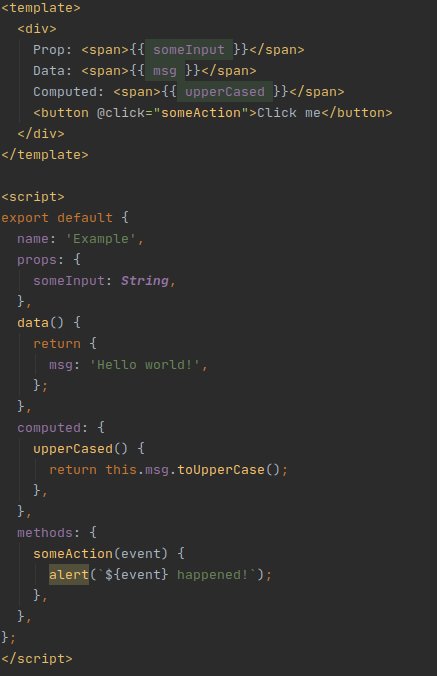 <template>
  <div>
    Prop: <span>{{ someInput }}</span>
    Data: <span>{{ msg }}</span>
    Computed: <span>{{ upperCased }}</span>
    <button @click="someAction">Click me</button>
  </div>
</template>

<script>
export default {
  name: 'Example',
  props: {
    someInput: String,
  },
  data() {
    return {
      msg: 'Hello world!',
    };
  },
  computed: {
    upperCased() {
      return this.msg.toUpperCase();
    },
  },
  methods: {
    someAction(event) {
      alert(`${event} happened!`);
    },
  },
};
</script>